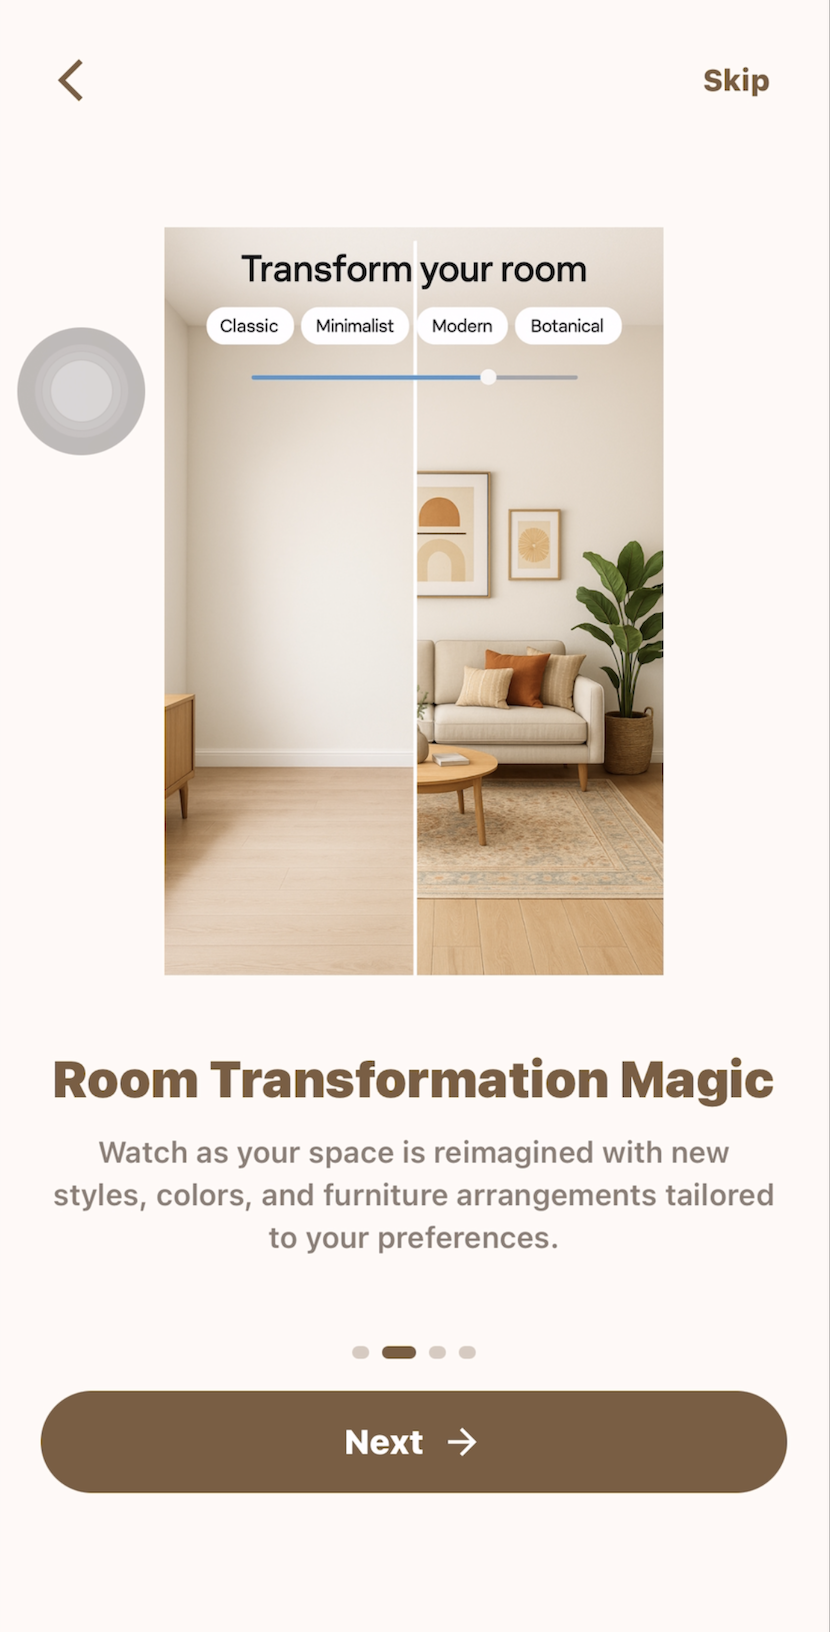 Skip
Transform your room
Classic Minimalist Modern Botanical
Room Transformation Magic
Watch as your space is reimagined with new
styles, colors, and furniture arrangements tailored
to your preferences.
Next →